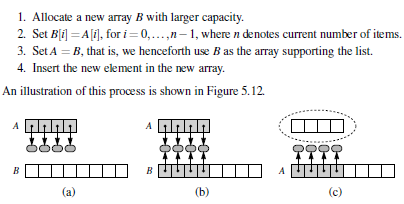 1. Allocate a new array B with larger capacity.
2. Set B[i] = A[i], for i = 0,...,n − 1, where n denotes current number of items.
3. Set A = B, that is, we henceforth use B as the array supporting the list.
4. Insert the new element in the new array.
An illustration of this process is shown in Figure 5.12.
A A
B B A
(a) (b) (c)